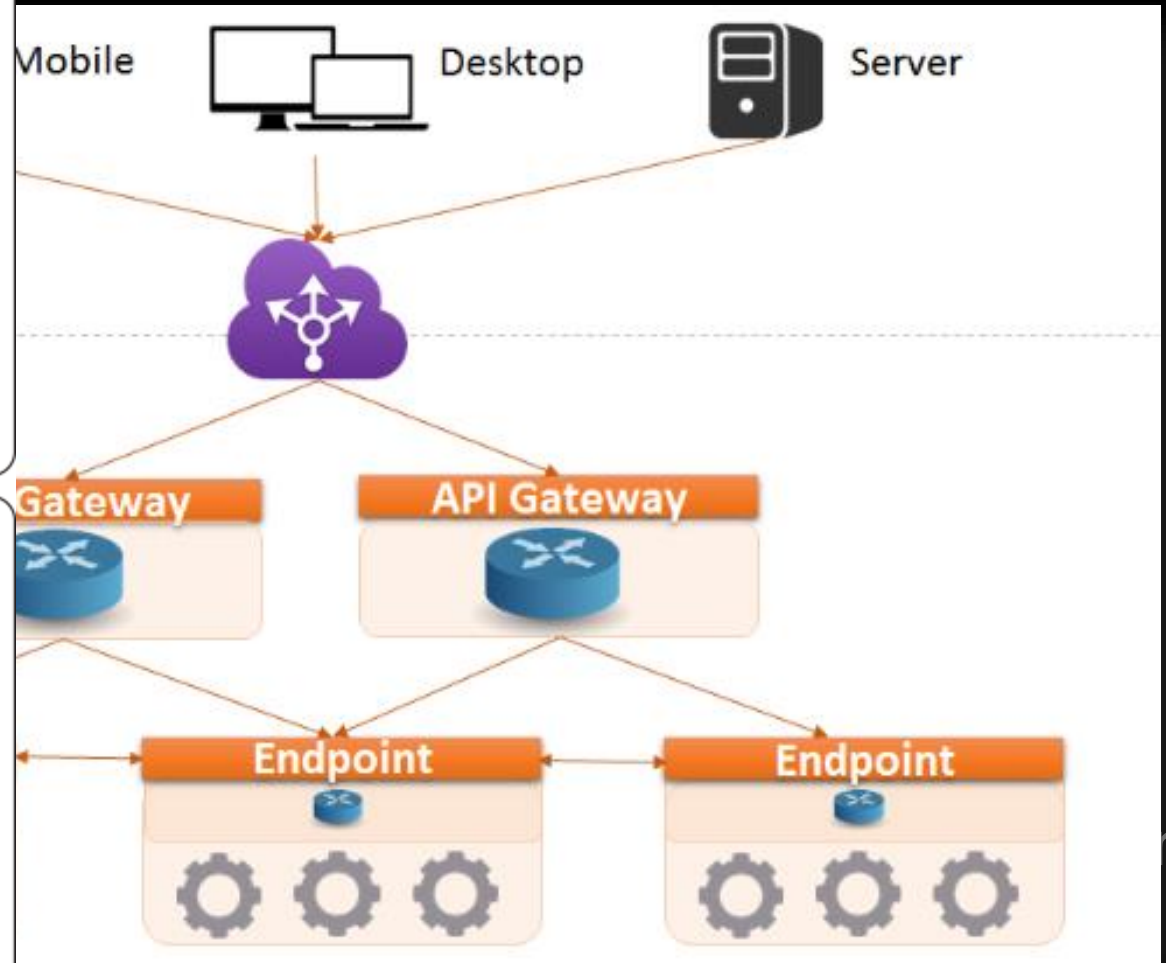 Mobile
Desktop
Server
Gateway
API Gateway
Endpoint
Endpoint